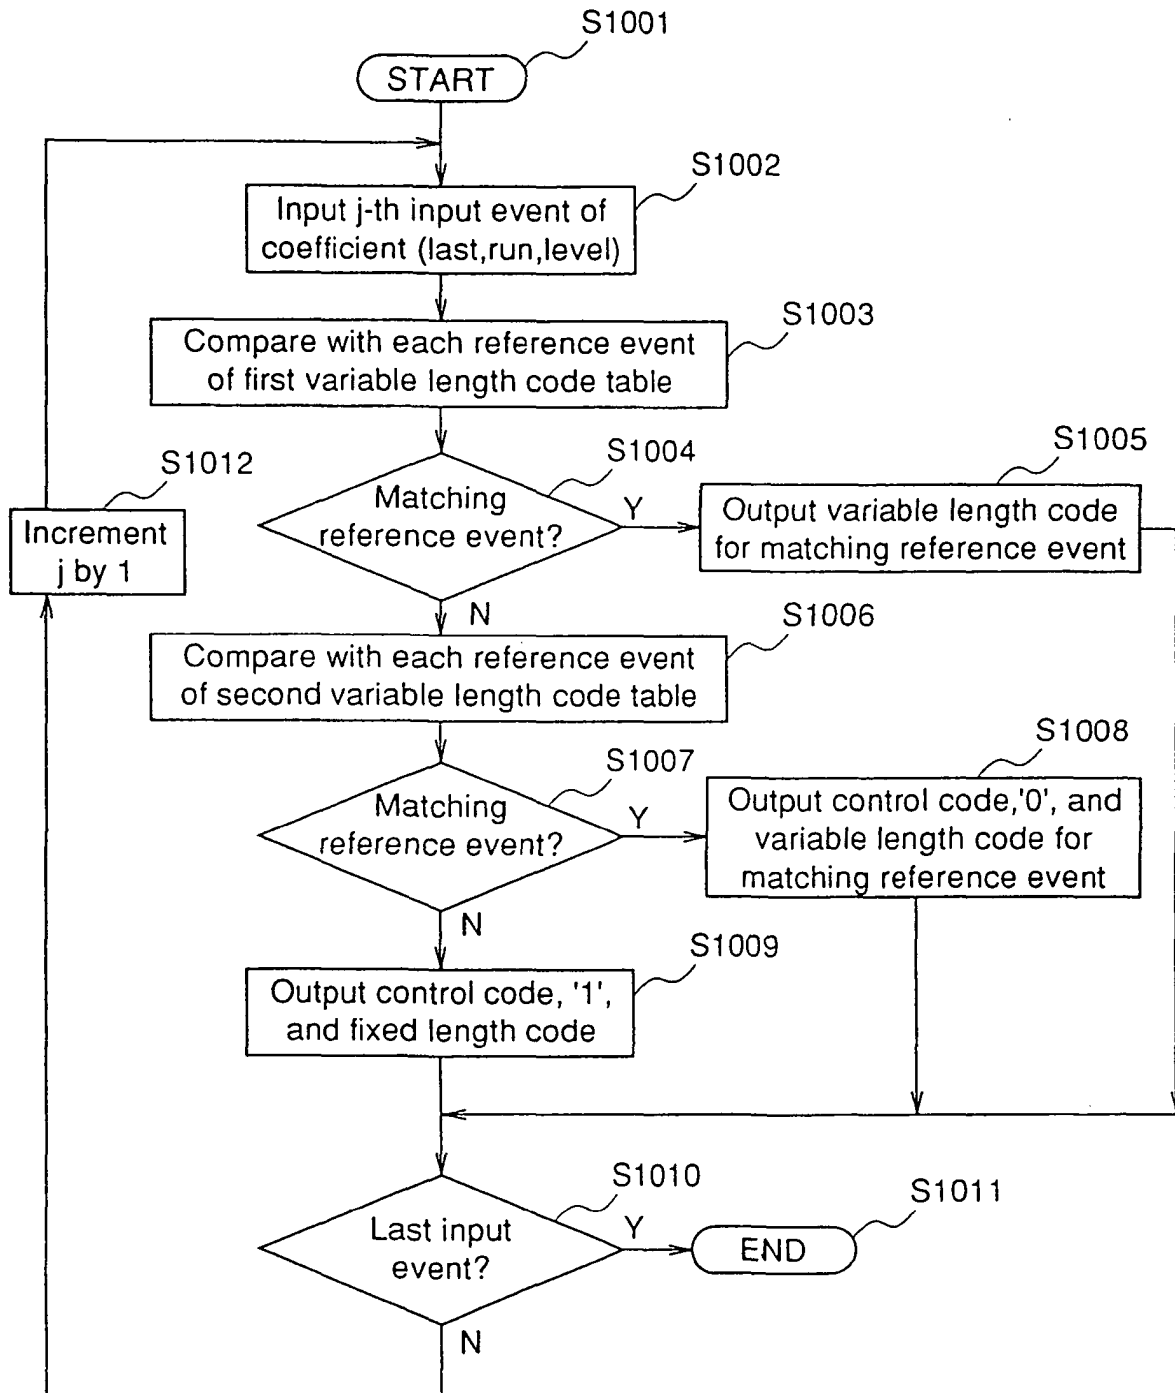 S1001
START
S1002
Input j-th input event of
coefficient (last,run,level)
S1003
Compare with each reference event
of first variable length code table
S1004
Matching
reference event?
Y
S1005
Output variable length code
for matching reference event
S1012
Increment
j by 1
N
S1006
Compare with each reference event
of second variable length code table
S1007
Matching
reference event?
Y
S1008
Output control code,'0', and
variable length code for
matching reference event
N
S1009
Output control code, '1',
and fixed length code
S1010
Last input
event?
Y
S1011
END
N